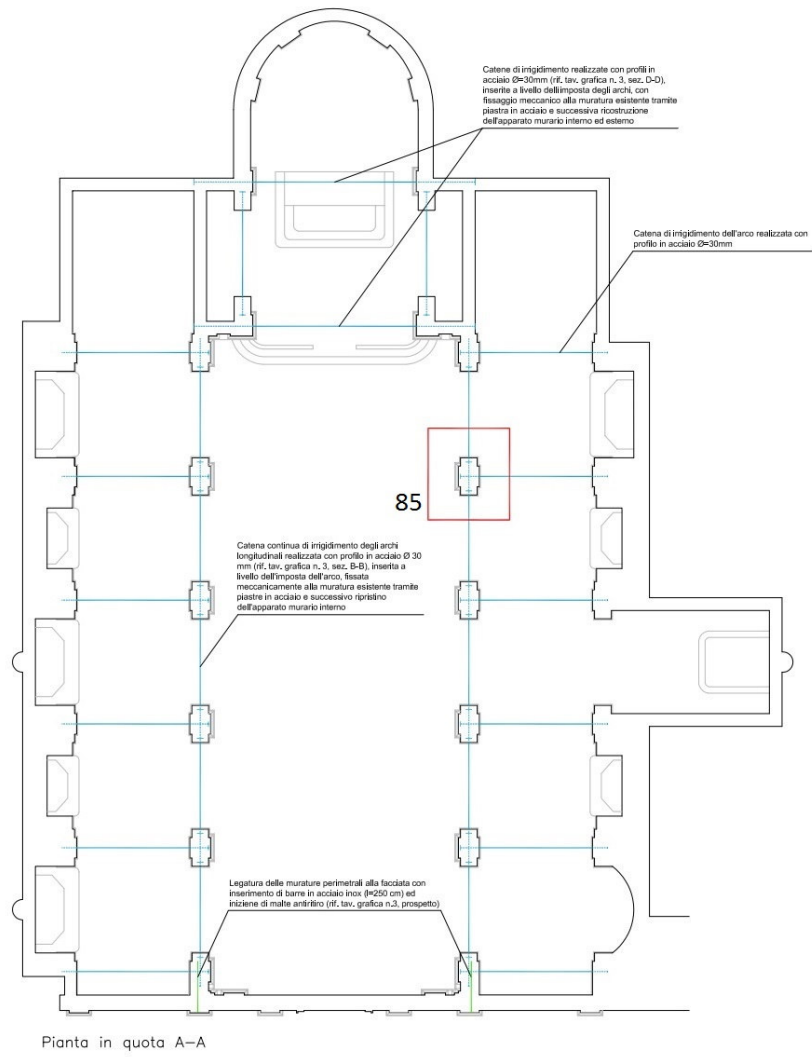 Catene di irrigidimento realizzate con profili in
acciaio Ø=30mm (rif. tav. grafica n. 3, sez. D-D),
inserite a livello dell'imposta degli archi, con
fissaggio meccanico alla muratura esistente tramite
piastra in acciaio e successiva ricostruzione
dell'apparato murario interno ed esterno
Catena di irrigidimento dell'arco realizzata con
profilo in acciaio Ø=30mm
85
Catena continua di irrigidimento degli archi
longitudinali realizzata con profilo in acciaio Ø 30
mm (rif. tav. grafica n. 3, sez. B-B), inserita a
livello dell'imposta dell'arco, fissata
meccanicamente alla muratura esistente tramite
piastre in acciaio e successivo ripristino
dell'apparato murario interno
Legatura delle murature perimetrali alla facciata con
inserimento di barre in acciaio inox (l=250 cm) ed
iniziene di malte antiritiro (rif. tav. grafica n.3, prospetto)
Pianta in quota A-A